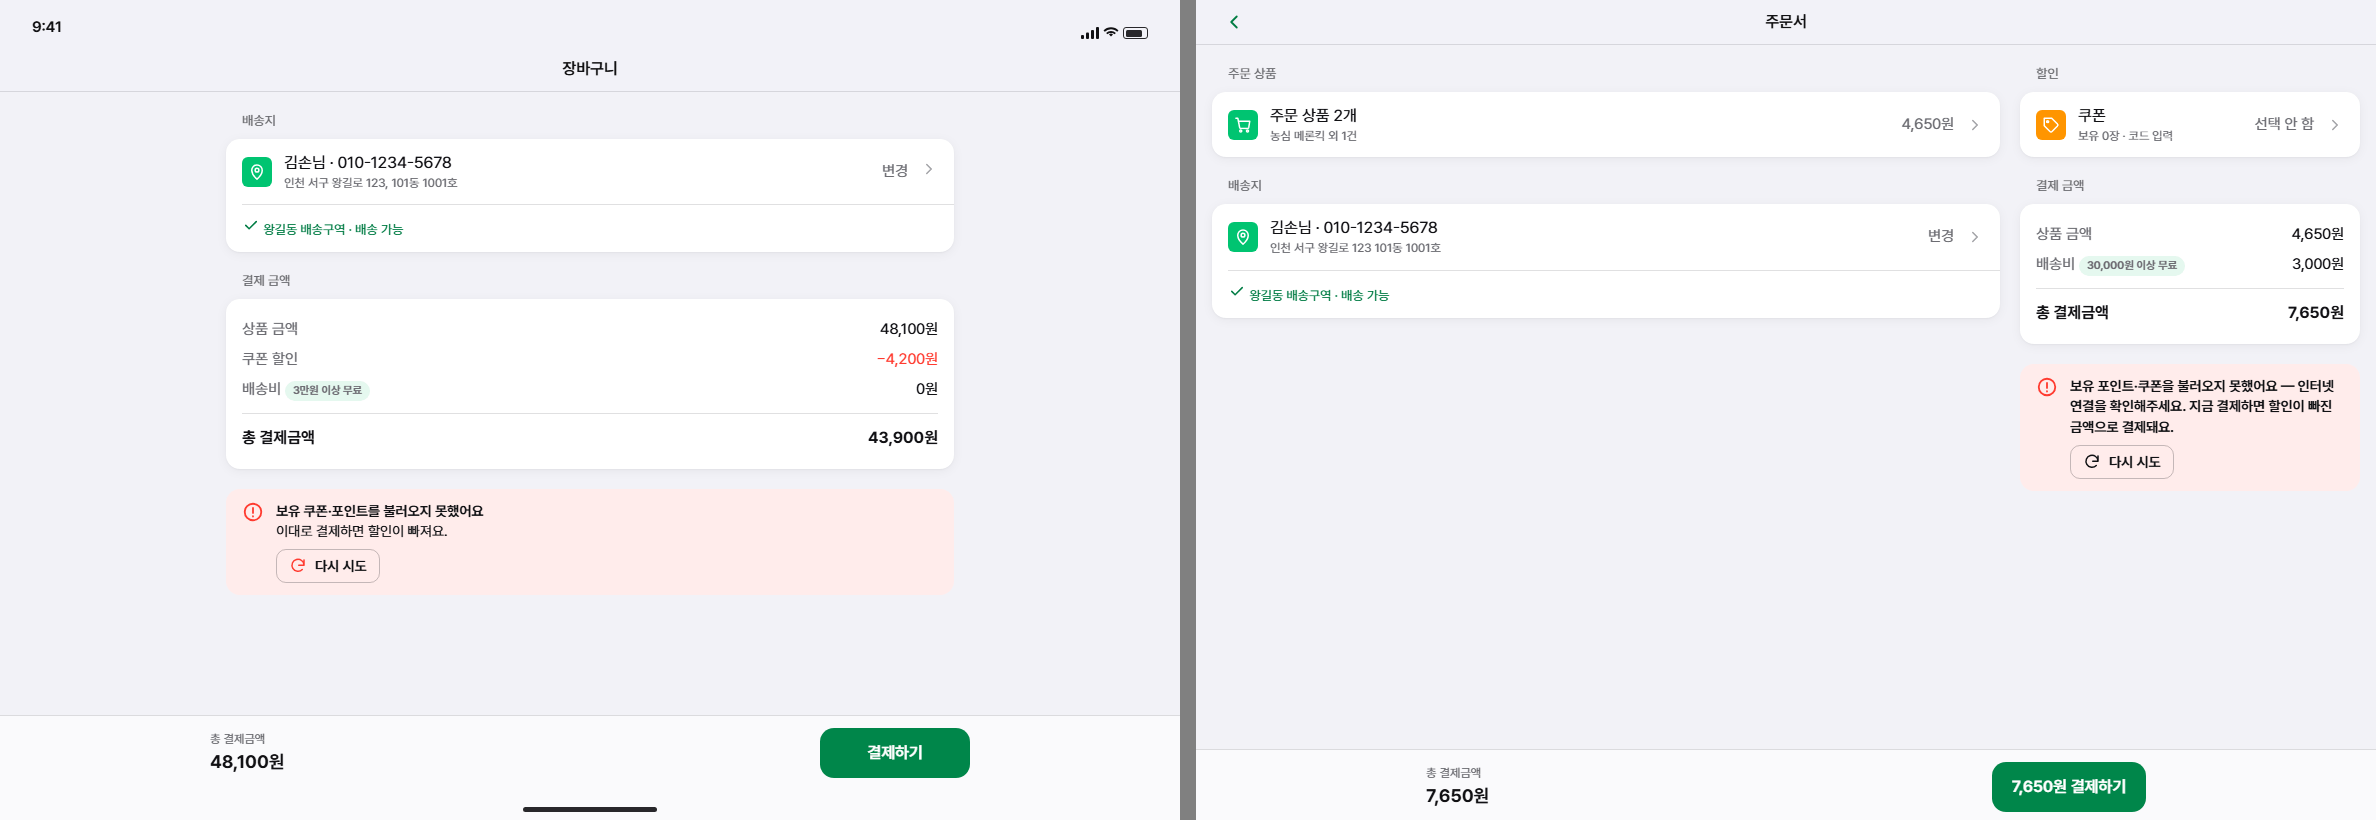 9:41
장바구니
배송지
김손님 · 010-1234-5678
인천 서구 왕길로 123, 101동 1001호
변경
왕길동 배송구역 · 배송 가능
결제 금액
상품 금액 48,100원
쿠폰 할인 −4,200원
배송비 3만원 이상 무료 0원
총 결제금액 43,900원
보유 쿠폰·포인트를 불러오지 못했어요
이대로 결제하면 할인이 빠져요.
다시 시도
총 결제금액
48,100원
결제하기
주문서
주문 상품
주문 상품 2개
농심 메론킥 외 1건
4,650원
배송지
김손님 · 010-1234-5678
인천 서구 왕길로 123 101동 1001호
변경
왕길동 배송구역 · 배송 가능
할인
쿠폰
보유 0장 · 코드 입력
선택 안 함
결제 금액
상품 금액 4,650원
배송비 30,000원 이상 무료 3,000원
총 결제금액 7,650원
보유 포인트·쿠폰을 불러오지 못했어요 — 인터넷
연결을 확인해주세요. 지금 결제하면 할인이 빠진
금액으로 결제돼요.
다시 시도
총 결제금액
7,650원
7,650원 결제하기